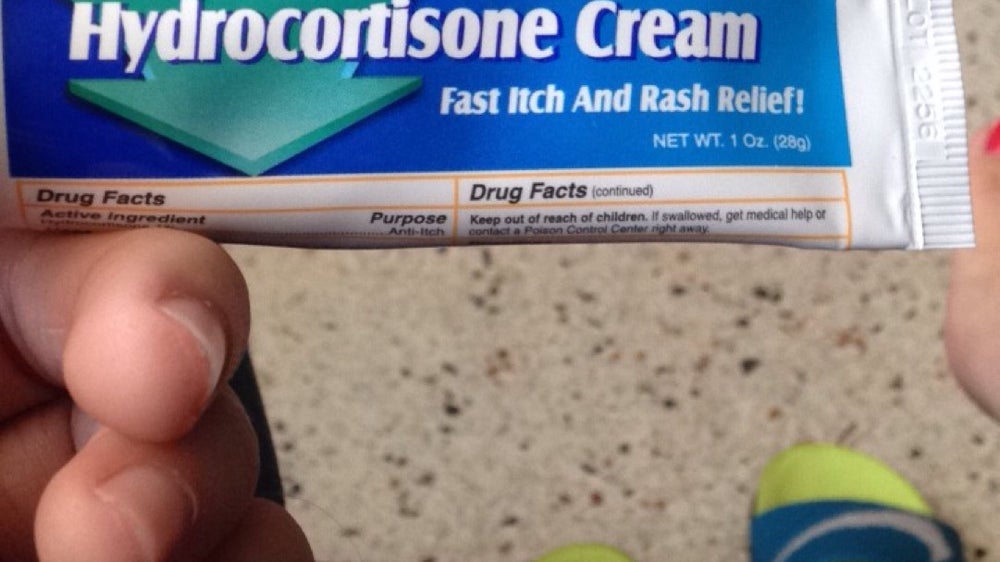 Hydrocortisone Cream
Fast Itch And Rash Relief!
NET WT. 1 Oz. (28g)
LOT 2256
Drug Facts
Active ingredient
Purpose
Anti-Itch
Drug Facts (continued)
Keep out of reach of children. If swallowed, get medical help or
contact a Poison Control Center right away.